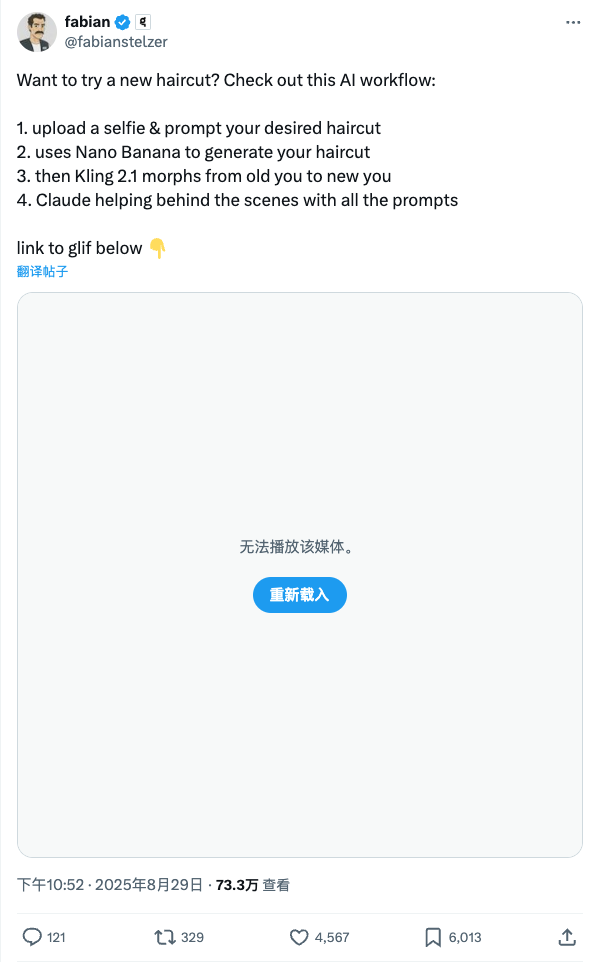 fabian
@fabianstelzer
Want to try a new haircut? Check out this AI workflow:
1. upload a selfie & prompt your desired haircut
2. uses Nano Banana to generate your haircut
3. then Kling 2.1 morphs from old you to new you
4. Claude helping behind the scenes with all the prompts
link to glif below 👇
翻译帖子
无法播放该媒体。
重新载入
下午10:52 · 2025年8月29日 · 73.3万 查看
121 329 4,567 6,013